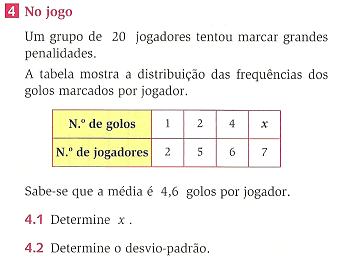 4 No jogo
Um grupo de 20 jogadores tentou marcar grandes
penalidades.
A tabela mostra a distribuição das frequências dos
golos marcados por jogador.
N.º de golos 1 2 4 x
N.º de jogadores 2 5 6 7
Sabe-se que a média é 4,6 golos por jogador.
4.1 Determine x .
4.2 Determine o desvio-padrão.